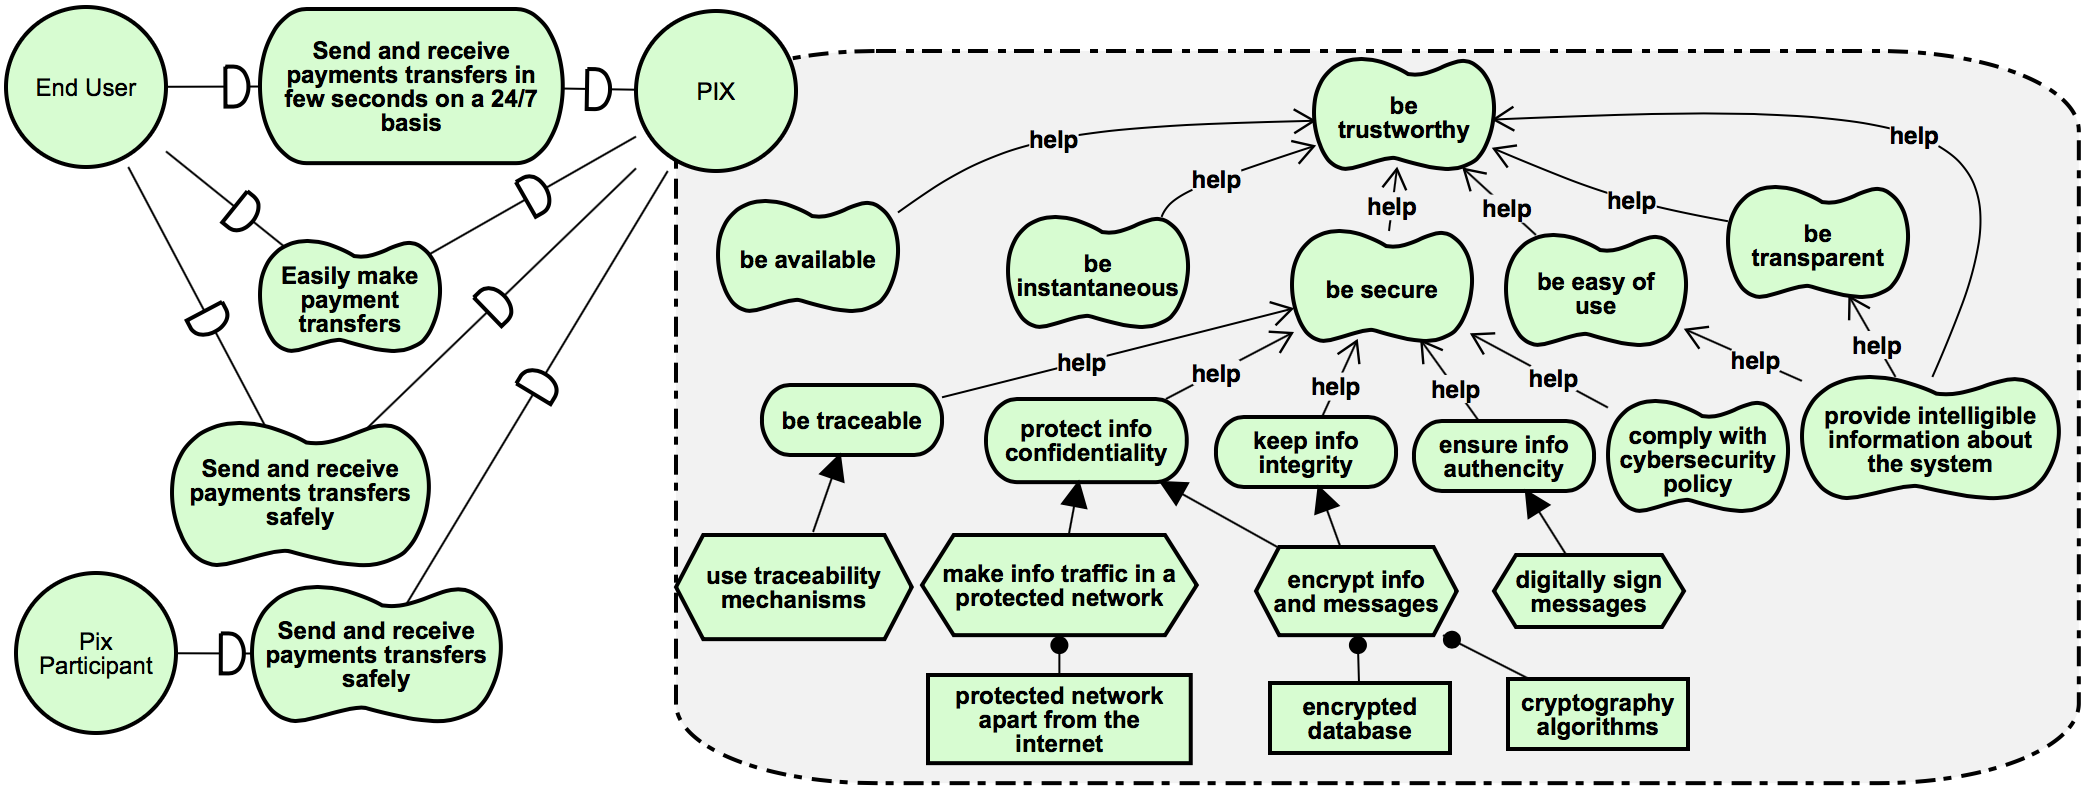 End User
Send and receive
payments transfers in
few seconds on a 24/7
basis
PIX
Easily make
payment
transfers
Send and receive
payments transfers
safely
Pix
Participant
Send and receive
payments transfers
safely
be
trustworthy
help
help
help
help
help
help
be available
be
instantaneous
be secure
be easy of
use
be
transparent
help
help
help
help
help
help
help
be traceable
protect info
confidentiality
keep info
integrity
ensure info
authencity
comply with
cybersecurity
policy
provide intelligible
information about
the system
use traceability
mechanisms
make info traffic in a
protected network
encrypt info
and messages
digitally sign
messages
protected network
apart from the
internet
encrypted
database
cryptography
algorithms